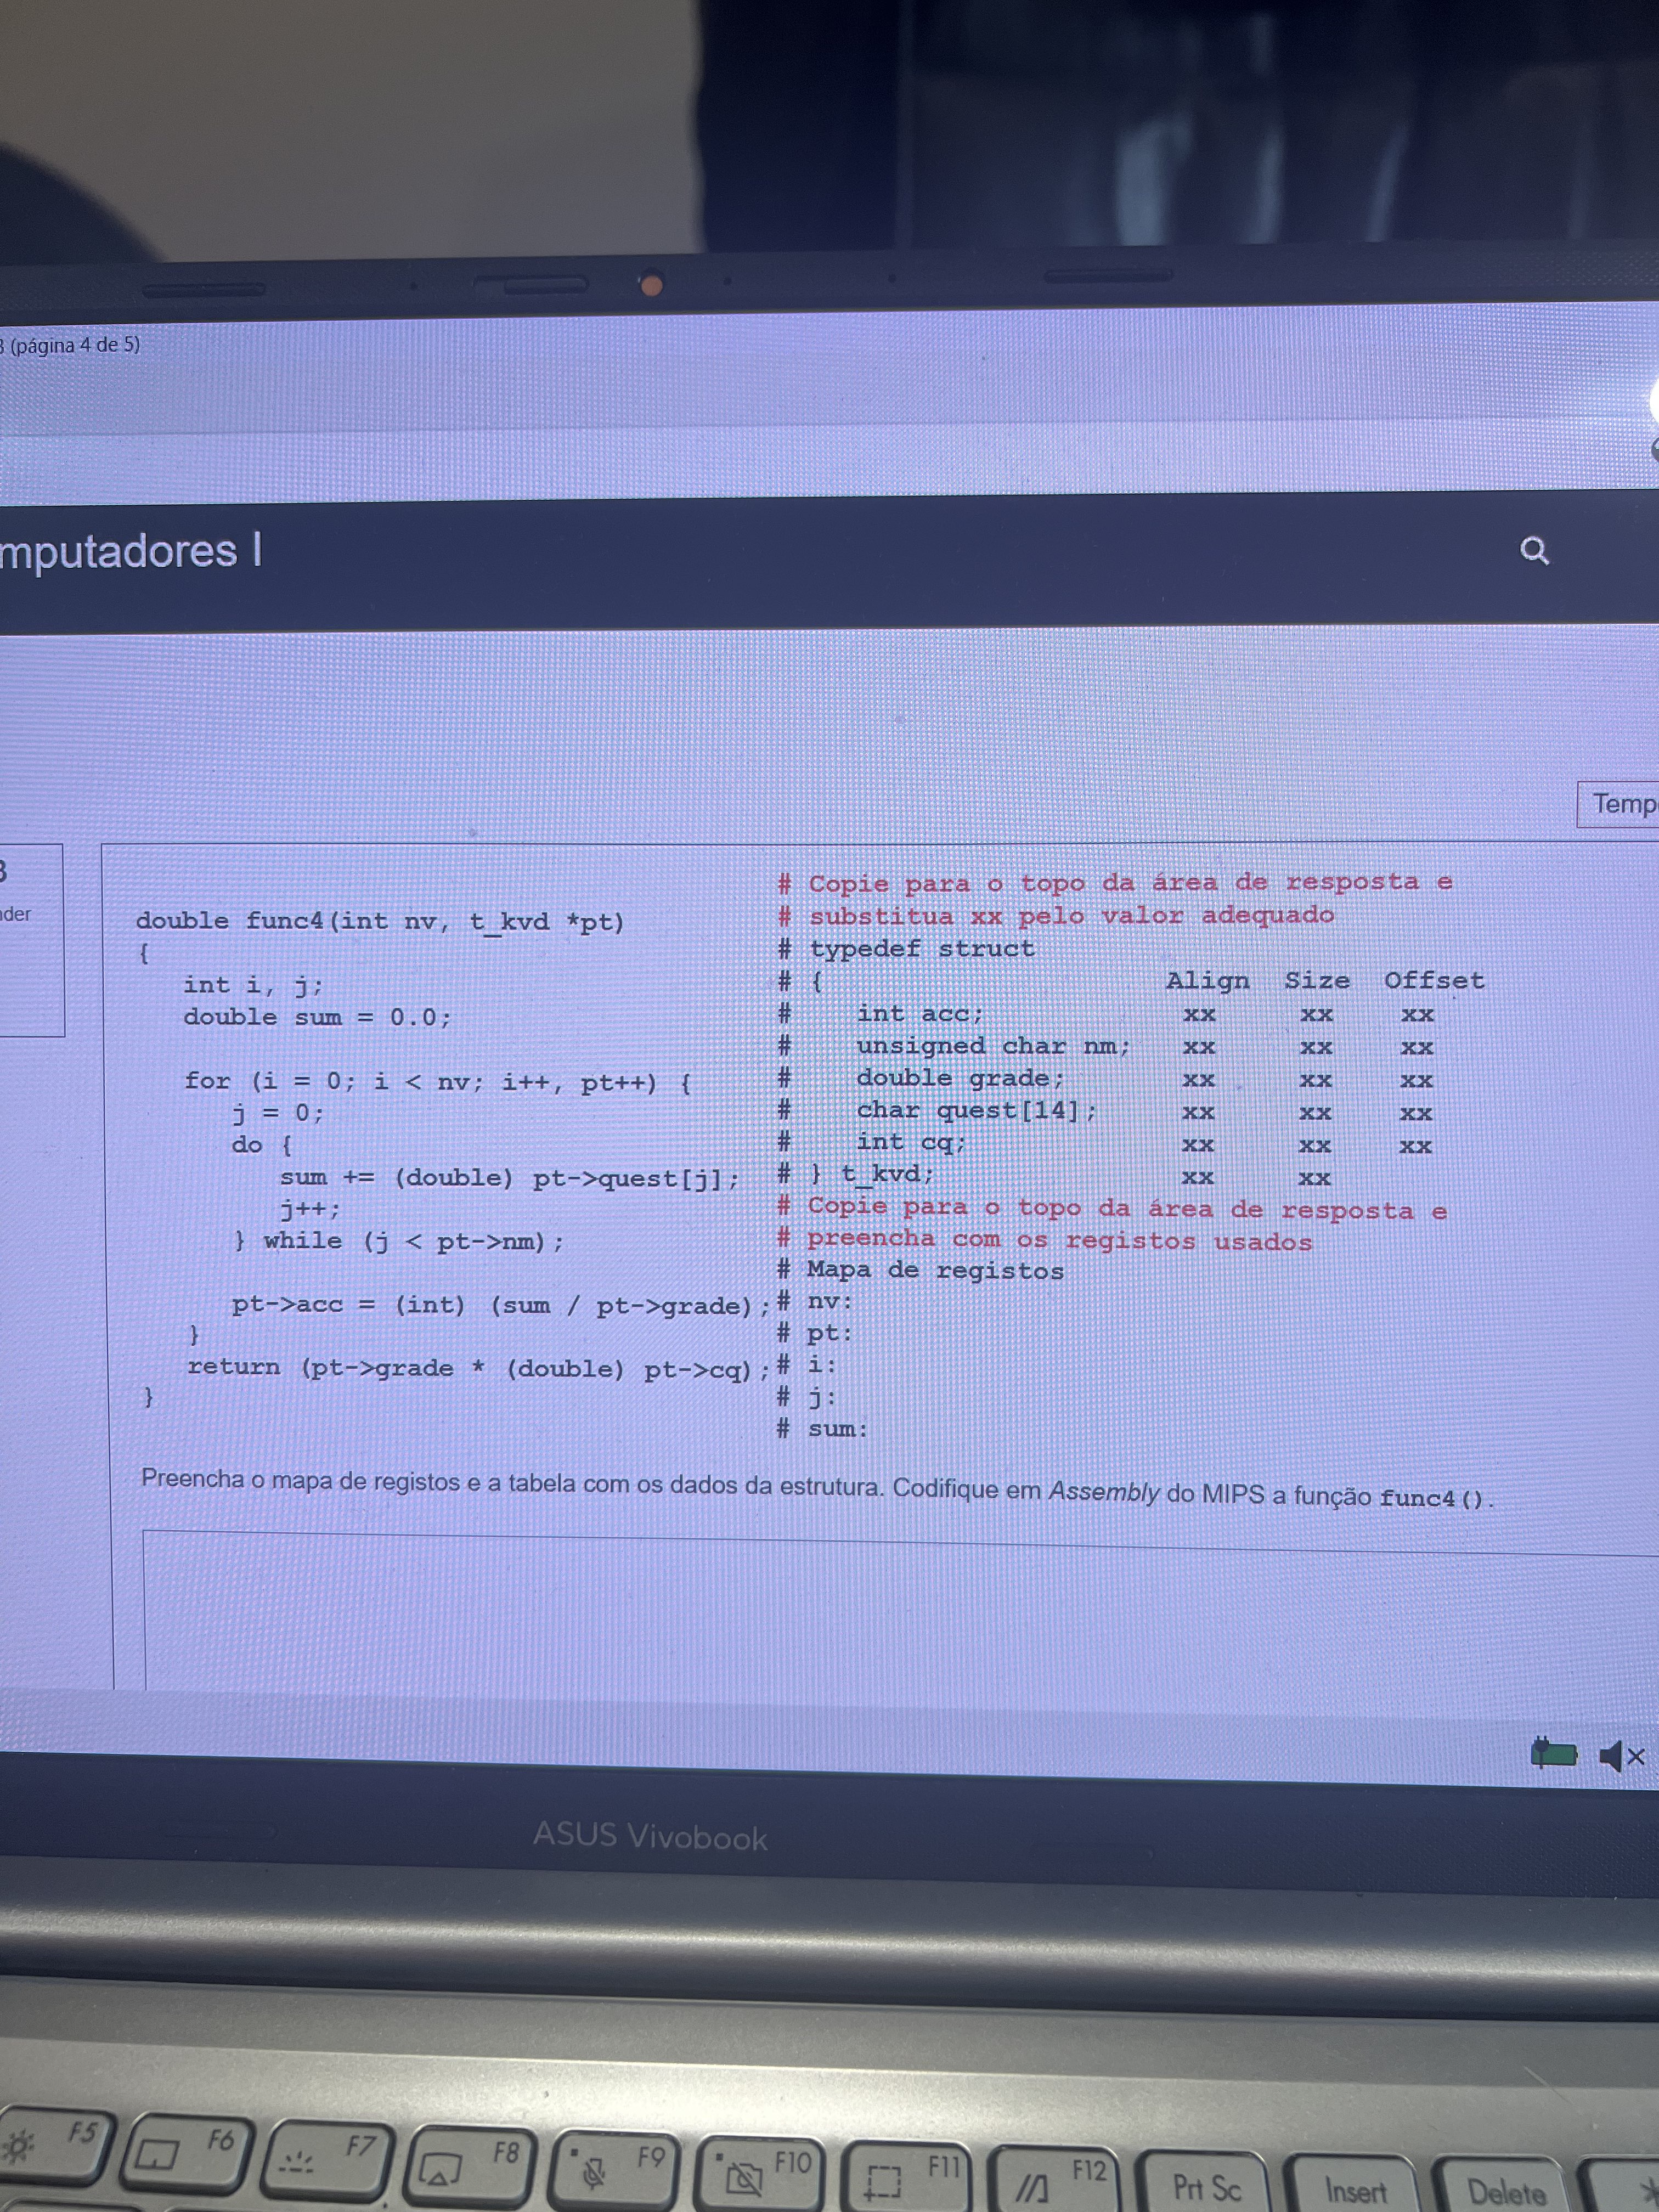 (página 4 de 5)
mputadores I
Temp
der
double func4(int nv, t_kvd *pt)
{
int i, j;
double sum = 0.0;
for (i = 0; i < nv; i++, pt++) {
j = 0;
do {
sum += (double) pt->quest[j];
j++;
} while (j < pt->nm);
pt->acc = (int) (sum / pt->grade);
}
return (pt->grade * (double) pt->cq);
}
# Copie para o topo da área de resposta e
# substitua xx pelo valor adequado
# typedef struct
# { Align Size Offset
# int acc; xx xx xx
# unsigned char nm; xx xx xx
# double grade; xx xx xx
# char quest[14]; xx xx xx
# int cq; xx xx xx
# } t_kvd; xx xx
# Copie para o topo da área de resposta e
# preencha com os registos usados
# Mapa de registos
# nv:
# pt:
# i:
# j:
# sum:
Preencha o mapa de registos e a tabela com os dados da estrutura. Codifique em Assembly do MIPS a função func4().
ASUS Vivobook
F5
F6
F7
F8
F9
F10
F11
F12
Prt Sc
Insert
Delete